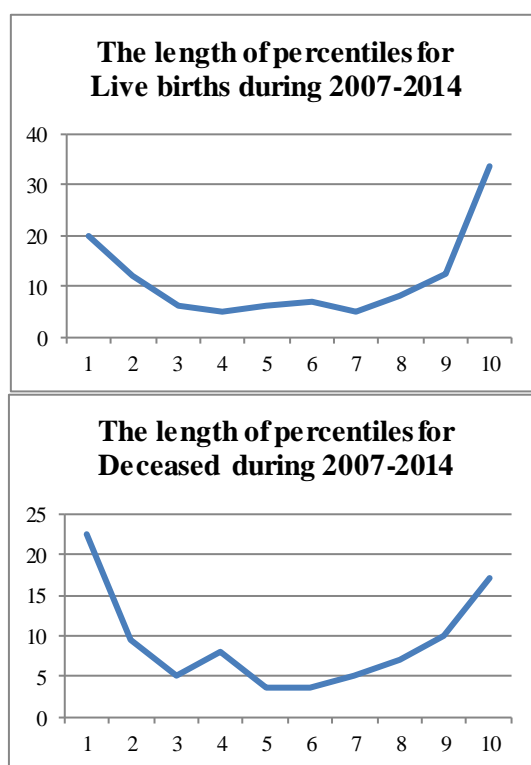 The length of percentiles for
Live births during 2007-2014
40
30
20
10
0
1 2 3 4 5 6 7 8 9 10
The length of percentiles for
Deceased during 2007-2014
25
20
15
10
5
0
1 2 3 4 5 6 7 8 9 10